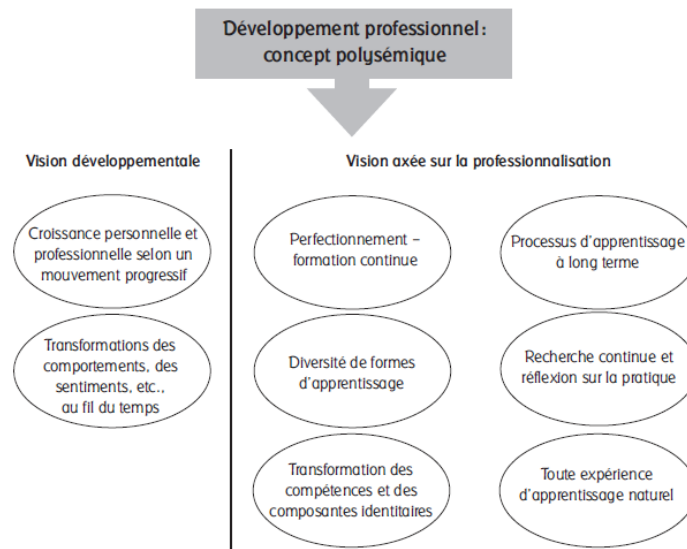 Développement professionnel :
concept polysémique
Vision développementale
Croissance personnelle et
professionnelle selon un
mouvement progressif
Transformations des
comportements, des
sentiments, etc.,
au fil du temps
Vision axée sur la professionnalisation
Perfectionnement –
formation continue
Processus d'apprentissage
à long terme
Diversité de formes
d'apprentissage
Recherche continue et
réflexion sur la pratique
Transformation des
compétences et des
composantes identitaires
Toute expérience
d'apprentissage naturel